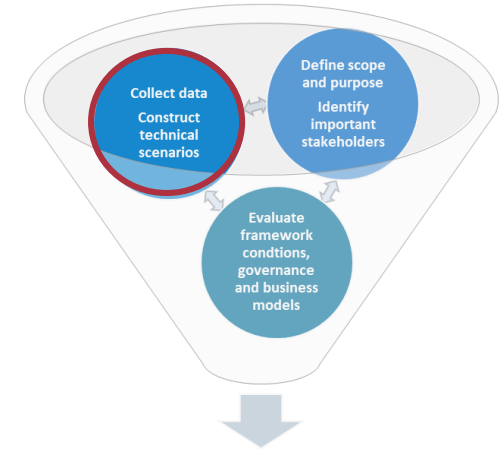 Collect data
Construct
technical
scenarios
Define scope
and purpose
Identify
important
stakeholders
Evaluate
framework
condtions,
governance
and business
models